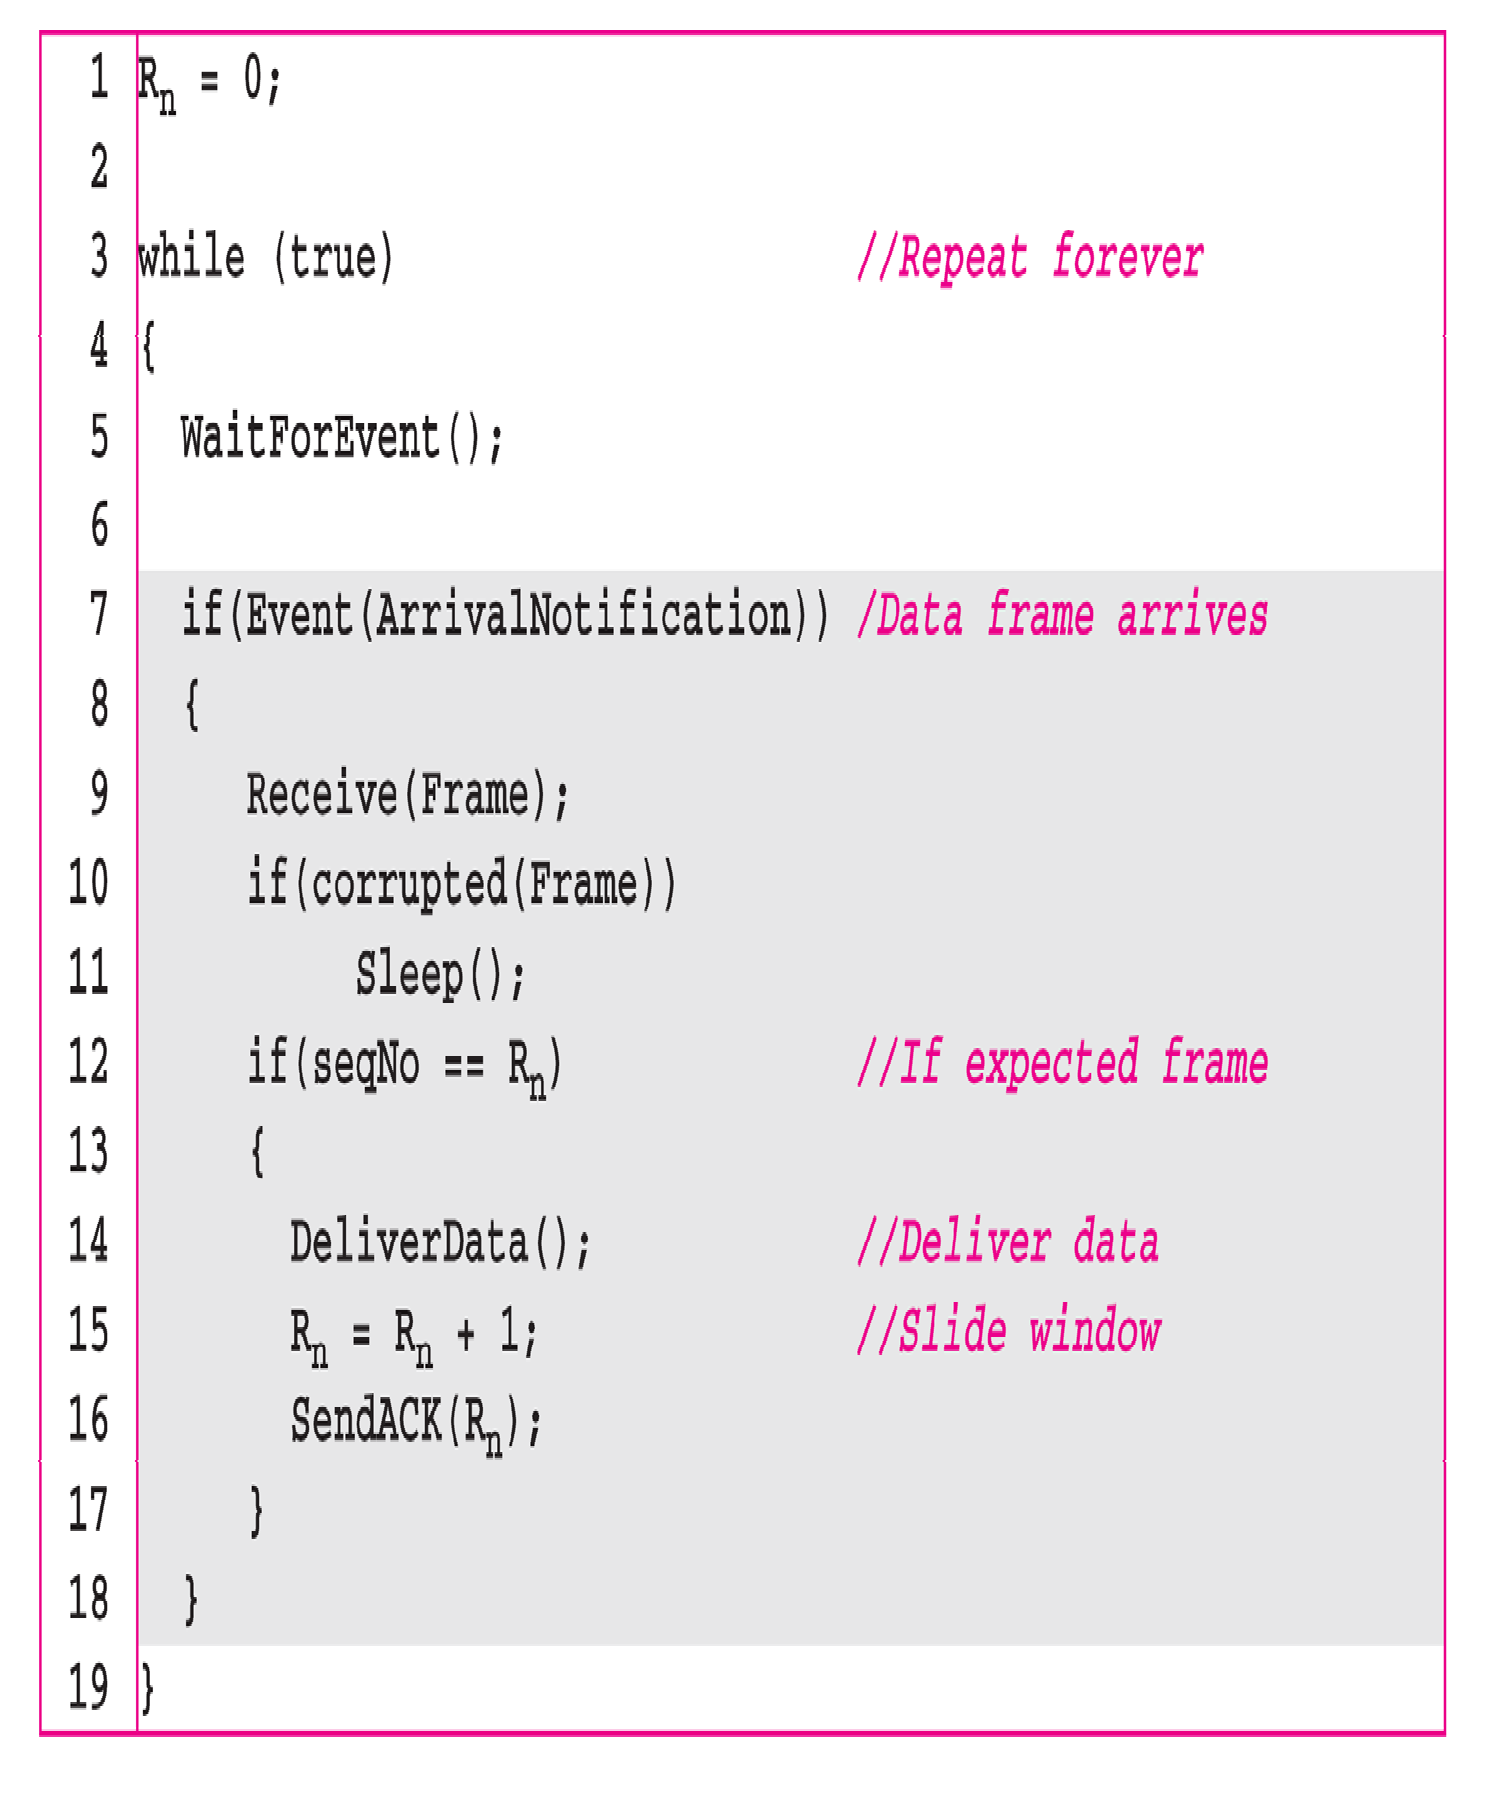 1 Rn = 0;
2
3 while (true) //Repeat forever
4 {
5 WaitForEvent();
6
7 if(Event(ArrivalNotification)) /Data frame arrives
8 {
9 Receive(Frame);
10 if(corrupted(Frame))
11 Sleep();
12 if(seqNo == Rn) //If expected frame
13 {
14 DeliverData(); //Deliver data
15 Rn = Rn + 1; //Slide window
16 SendACK(Rn);
17 }
18 }
19 }